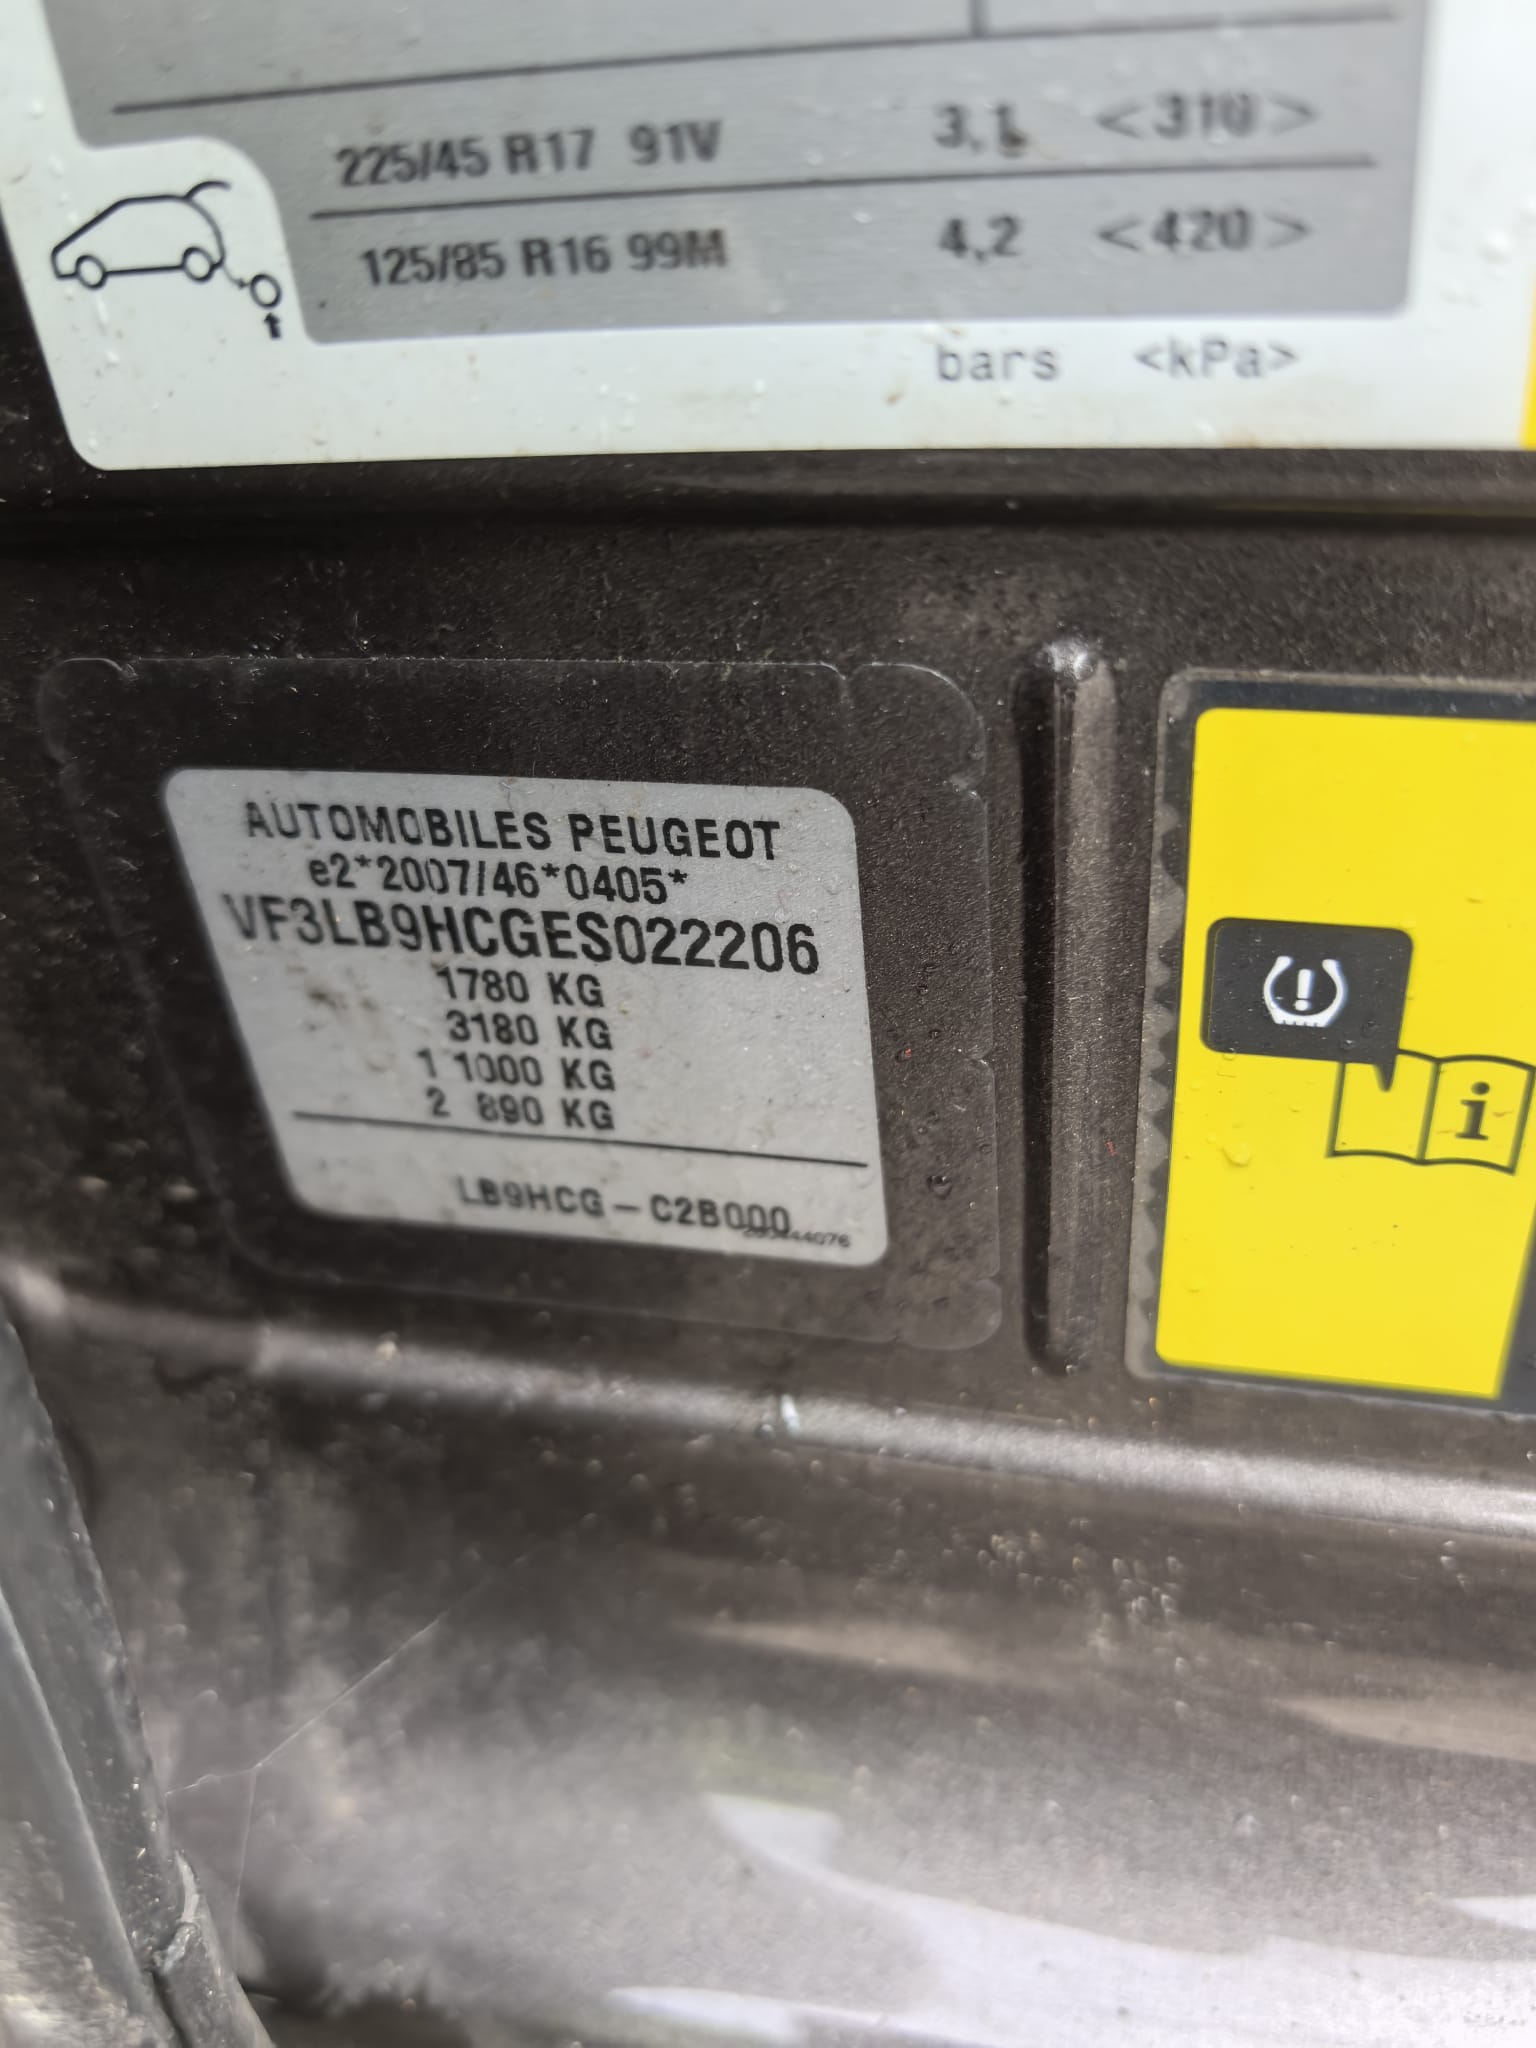 225/45 R17 91V 3,1 <310>
125/85 R16 99M 4,2 <420>
bars <kPa>
AUTOMOBILES PEUGEOT
e2*2007/46*0405*
VF3LB9HCGES022206
1780 KG
3180 KG
1 1000 KG
2 890 KG
LB9HCG – C2B000
i